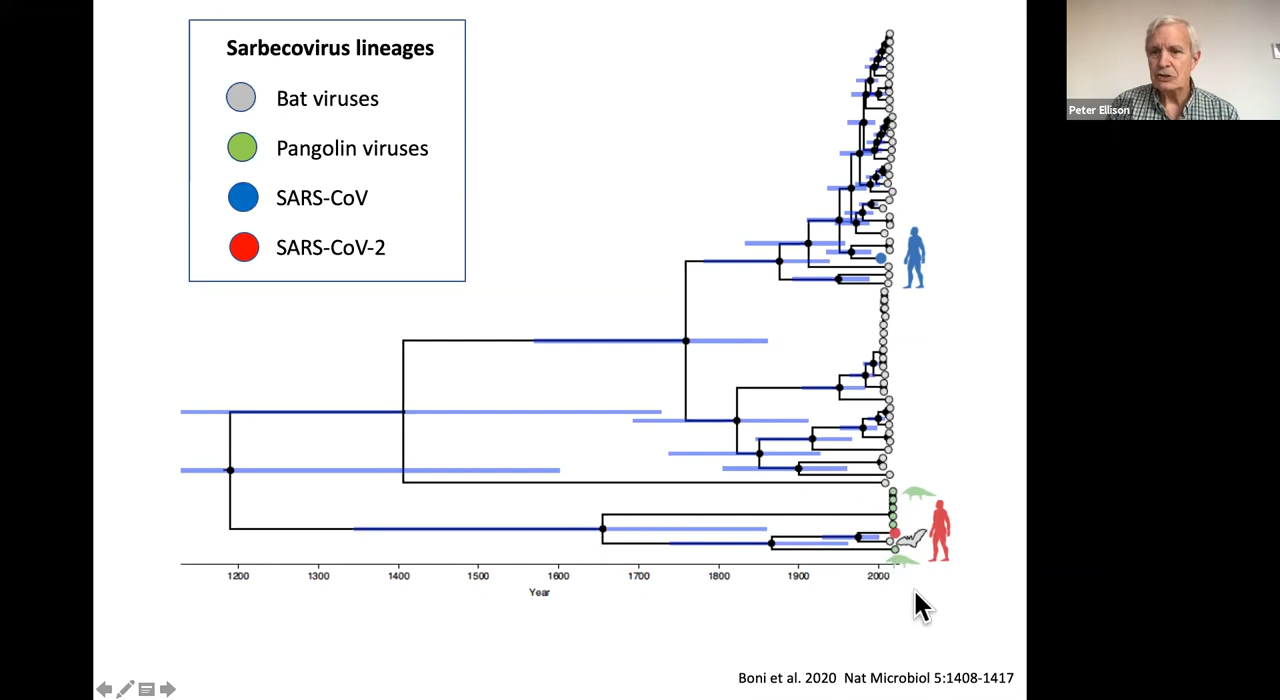 Sarbecovirus lineages
Bat viruses
Pangolin viruses
SARS-CoV
SARS-CoV-2
Peter Ellison
1200 1300 1400 1500 1600 1700 1800 1900 2000
Year
Boni et al. 2020 Nat Microbiol 5:1408-1417